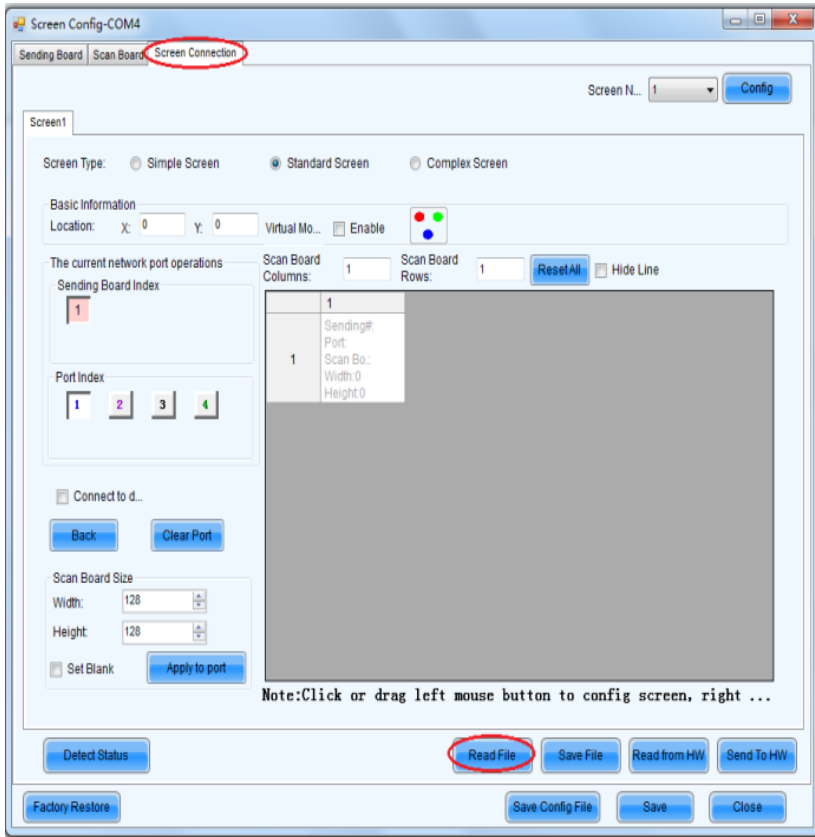 Screen Config-COM4
Sending Board Scan Board Screen Connection
Screen N... 1 Config
Screen1
Screen Type: Simple Screen Standard Screen Complex Screen
Basic Information
Location: X: 0 Y: 0 Virtual Mo... Enable
The current network port operations
Scan Board Columns: 1 Scan Board Rows: 1 Reset All Hide Line
Sending Board Index
1
Port Index
1 2 3 4
1
1
Sending#:
Port:
Scan Bo.:
Width:0
Height:0
Connect to d...
Back Clear Port
Scan Board Size
Width: 128
Height: 128
Set Blank Apply to port
Note:Click or drag left mouse button to config screen, right ...
Detect Status Read File Save File Read from HW Send To HW
Factory Restore Save Config File Save Close